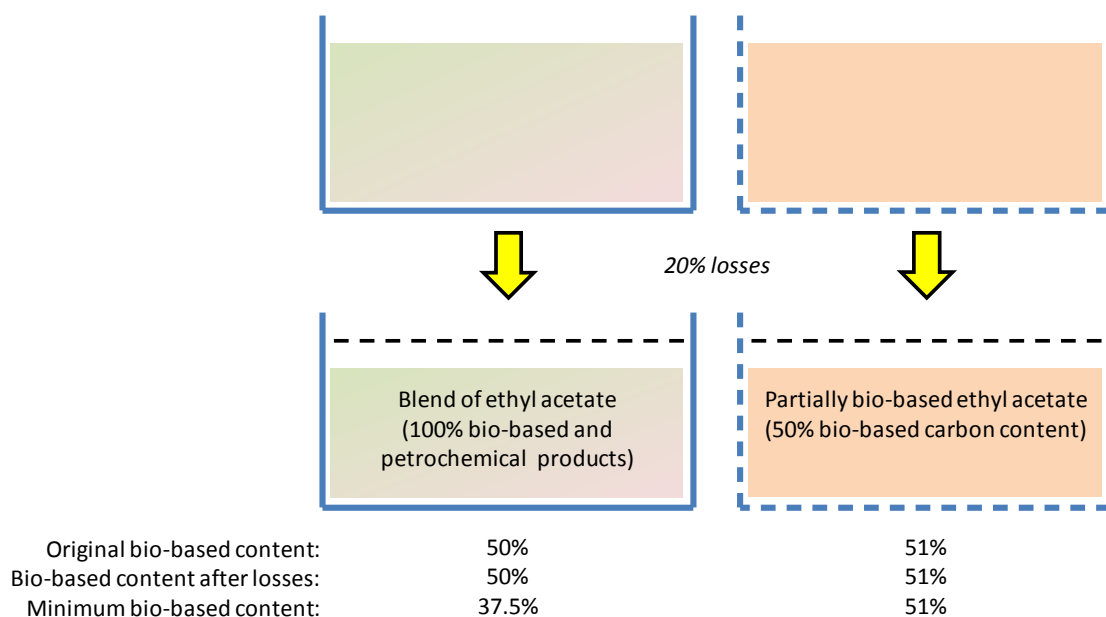 20% losses
Blend of ethyl acetate
(100% bio-based and
petrochemical products)
Partially bio-based ethyl acetate
(50% bio-based carbon content)
Original bio-based content: 50% 51%
Bio-based content after losses: 50% 51%
Minimum bio-based content: 37.5% 51%